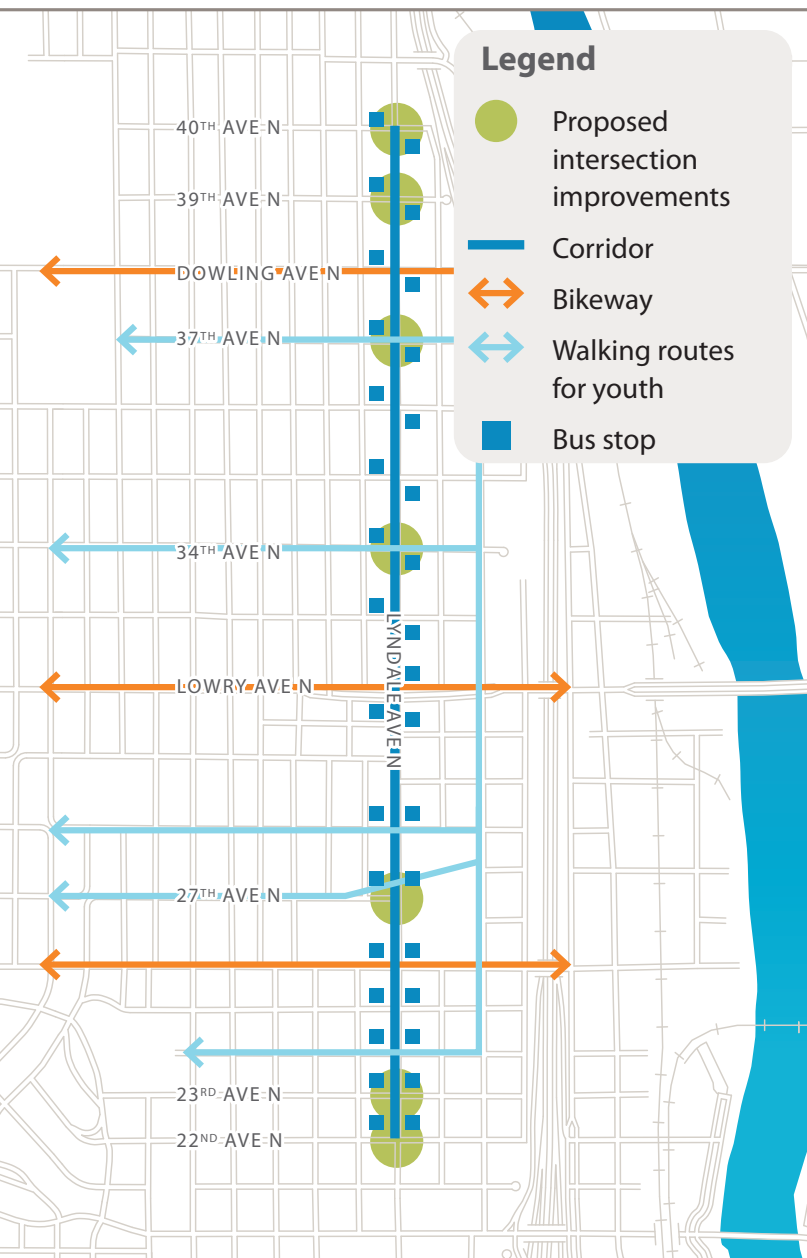 Legend
Proposed
intersection
improvements
Corridor
Bikeway
Walking routes
for youth
Bus stop
40TH AVE N
39TH AVE N
DOWLING AVE N
37TH AVE N
34TH AVE N
LYNDALE AVE N
LOWRY AVE N
27TH AVE N
23RD AVE N
22ND AVE N